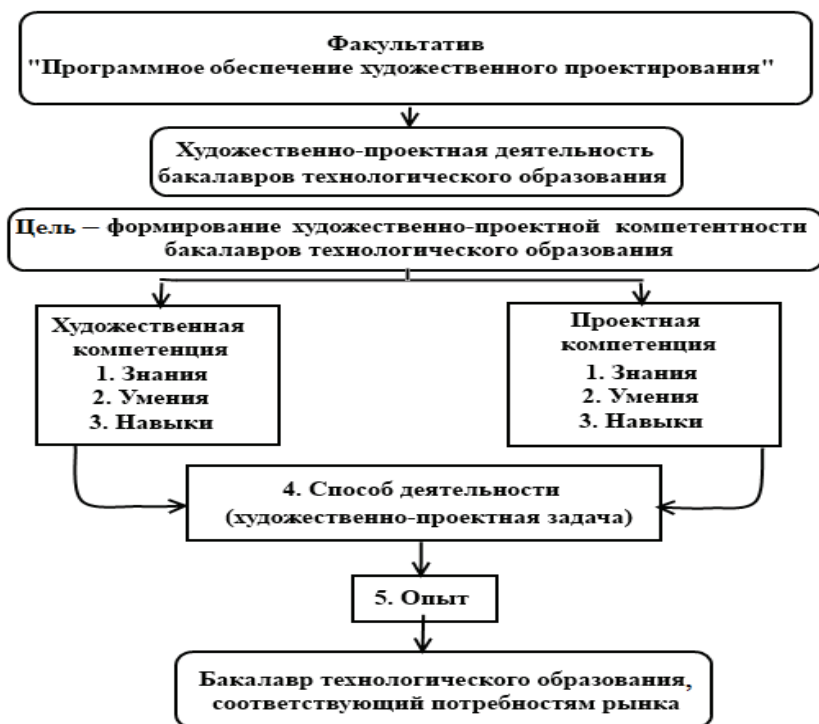 Факультатив
"Программное обеспечение художественного проектирования"
Художественно-проектная деятельность
бакалавров технологического образования
Цель – формирование художественно-проектной компетентности
бакалавров технологического образования
Художественная
компетенция
1. Знания
2. Умения
3. Навыки
Проектная
компетенция
1. Знания
2. Умения
3. Навыки
4. Способ деятельности
(художественно-проектная задача)
5. Опыт
Бакалавр технологического образования,
соответствующий потребностям рынка